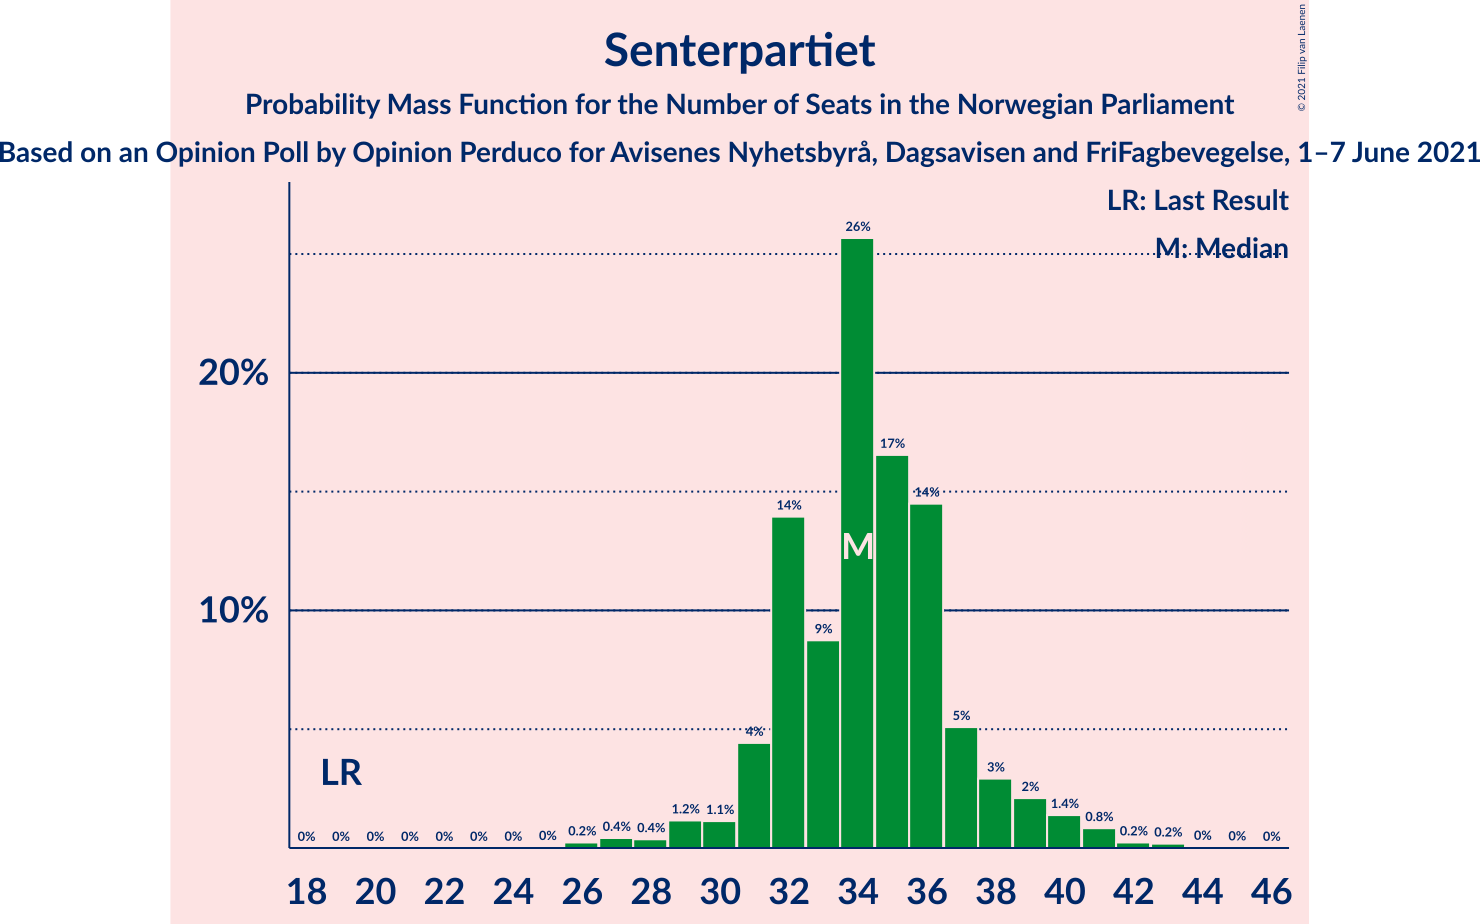 Senterpartiet
Probability Mass Function for the Number of Seats in the Norwegian Parliament
Based on an Opinion Poll by Opinion Perduco for Avisenes Nyhetsbyrå, Dagsavisen and FriFagbevegelse, 1–7 June 2021
© 2021 Filip van Laenen
LR: Last Result
M: Median
20%
10%
LR
M
0% 0% 0% 0% 0% 0% 0% 0% 0.2% 0.4% 0.4% 1.2% 1.1% 4% 14% 9% 26% 17% 14% 5% 3% 2% 1.4% 0.8% 0.2% 0.2% 0% 0% 0%
18 20 22 24 26 28 30 32 34 36 38 40 42 44 46